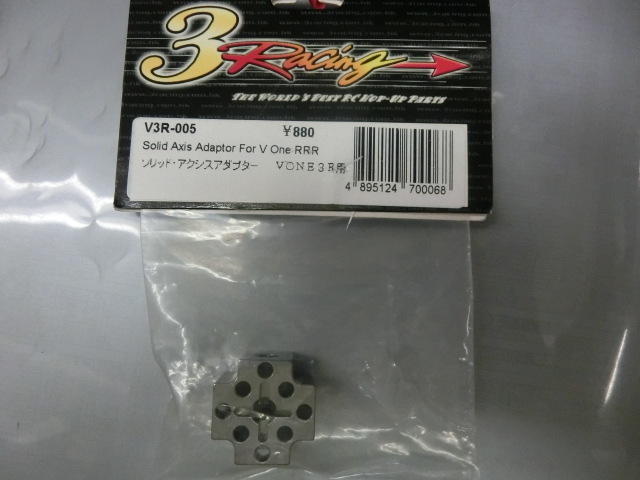 3Racing
THE WORLD'S BEST RC HOP-UP PARTS
V3R-005 ¥880
Solid Axis Adaptor For V One RRR
ソリッド・アクシスアダプター VONE3R用
4 895124 700068